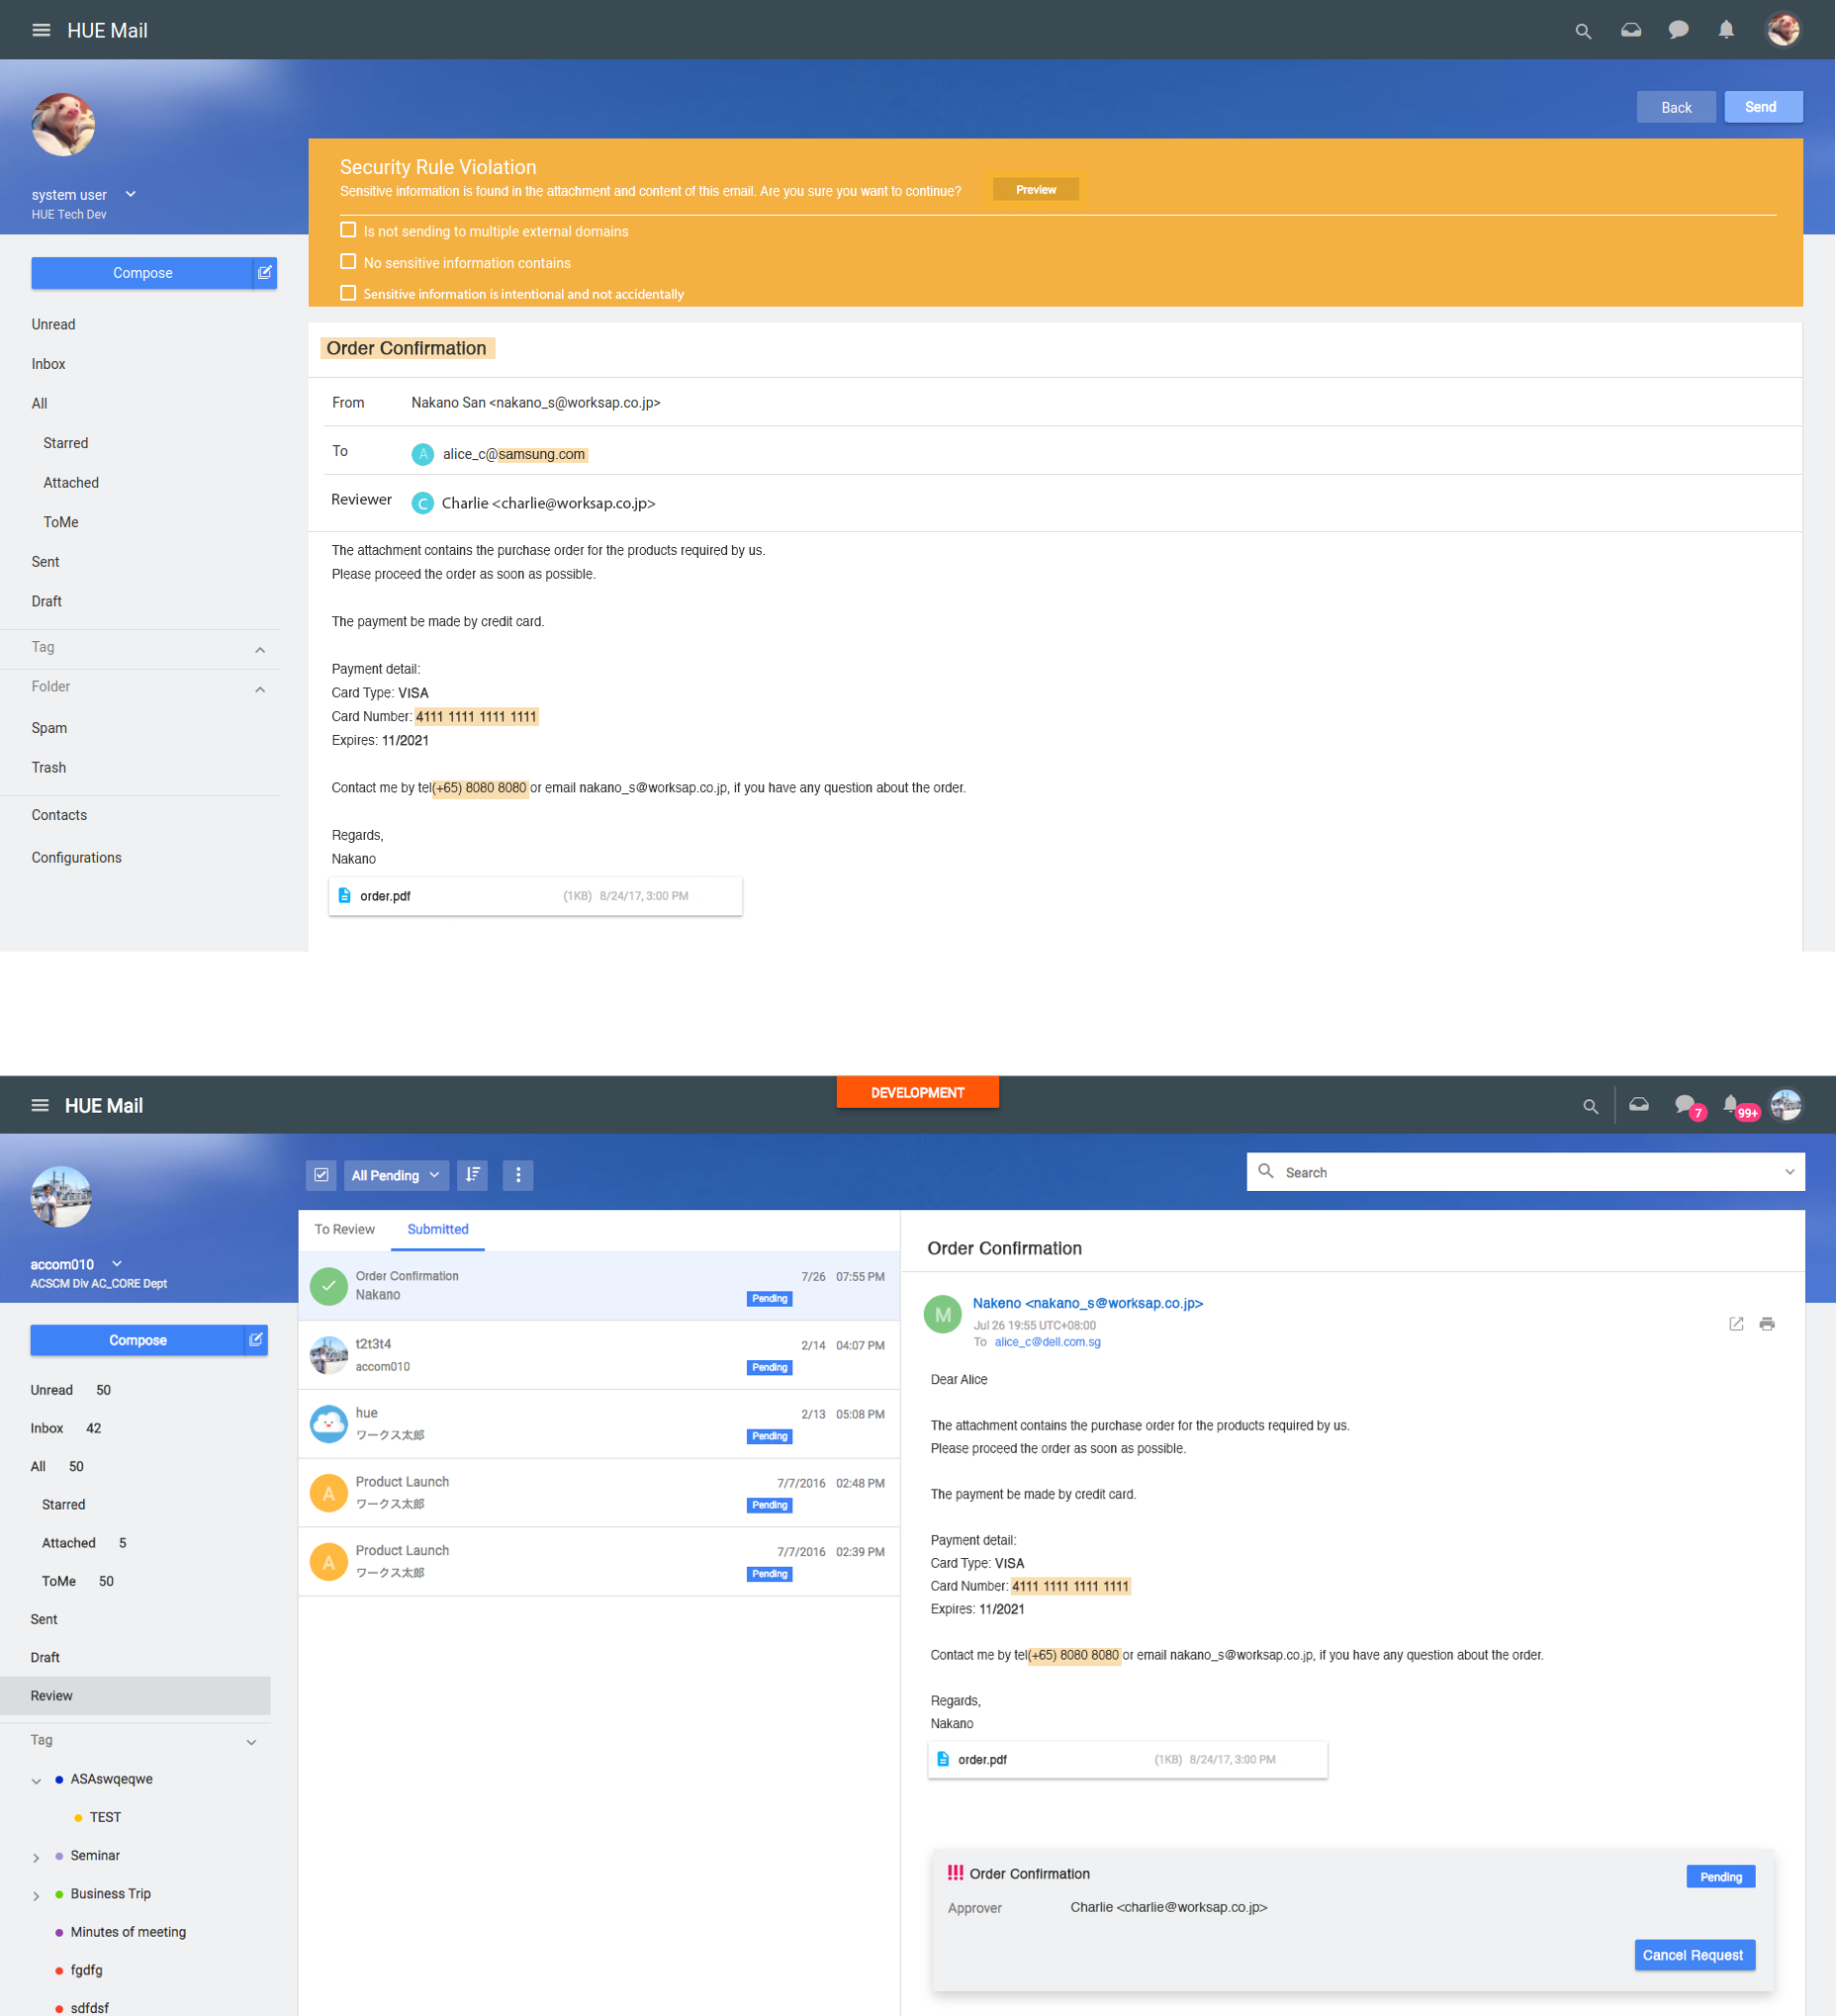 HUE Mail
Back
Send
system user
HUE Tech Dev
Security Rule Violation
Sensitive information is found in the attachment and content of this email. Are you sure you want to continue?
Preview
Is not sending to multiple external domains
No sensitive information contains
Sensitive information is intentional and not accidentally
Compose
Unread
Inbox
All
Starred
Attached
ToMe
Sent
Draft
Tag
Folder
Spam
Trash
Contacts
Configurations
Order Confirmation
From Nakano San <nakano_s@worksap.co.jp>
To A alice_c@samsung.com
Reviewer C Charlie <charlie@worksap.co.jp>
The attachment contains the purchase order for the products required by us.
Please proceed the order as soon as possible.
The payment be made by credit card.
Payment detail:
Card Type: VISA
Card Number: 4111 1111 1111 1111
Expires: 11/2021
Contact me by tel(+65) 8080 8080 or email nakano_s@worksap.co.jp, if you have any question about the order.
Regards,
Nakano
order.pdf (1KB) 8/24/17, 3:00 PM
HUE Mail
DEVELOPMENT
7
99+
accom010
ACSCM Div AC_CORE Dept
All Pending
Search
Compose
Unread 50
Inbox 42
All 50
Starred
Attached 5
ToMe 50
Sent
Draft
Review
Tag
ASAswqeqwe
TEST
Seminar
Business Trip
Minutes of meeting
fgdfg
sdfdsf
To Review
Submitted
Order Confirmation 7/26 07:55 PM
Nakano Pending
t2t3t4 2/14 04:07 PM
accom010 Pending
hue 2/13 05:08 PM
ワークス太郎 Pending
A Product Launch 7/7/2016 02:48 PM
ワークス太郎 Pending
A Product Launch 7/7/2016 02:39 PM
ワークス太郎 Pending
Order Confirmation
M Nakeno <nakano_s@worksap.co.jp>
Jul 26 19:55 UTC+08:00
To alice_c@dell.com.sg
Dear Alice
The attachment contains the purchase order for the products required by us.
Please proceed the order as soon as possible.
The payment be made by credit card.
Payment detail:
Card Type: VISA
Card Number: 4111 1111 1111 1111
Expires: 11/2021
Contact me by tel(+65) 8080 8080 or email nakano_s@worksap.co.jp, if you have any question about the order.
Regards,
Nakano
order.pdf (1KB) 8/24/17, 3:00 PM
!!! Order Confirmation
Pending
Approver Charlie <charlie@worksap.co.jp>
Cancel Request